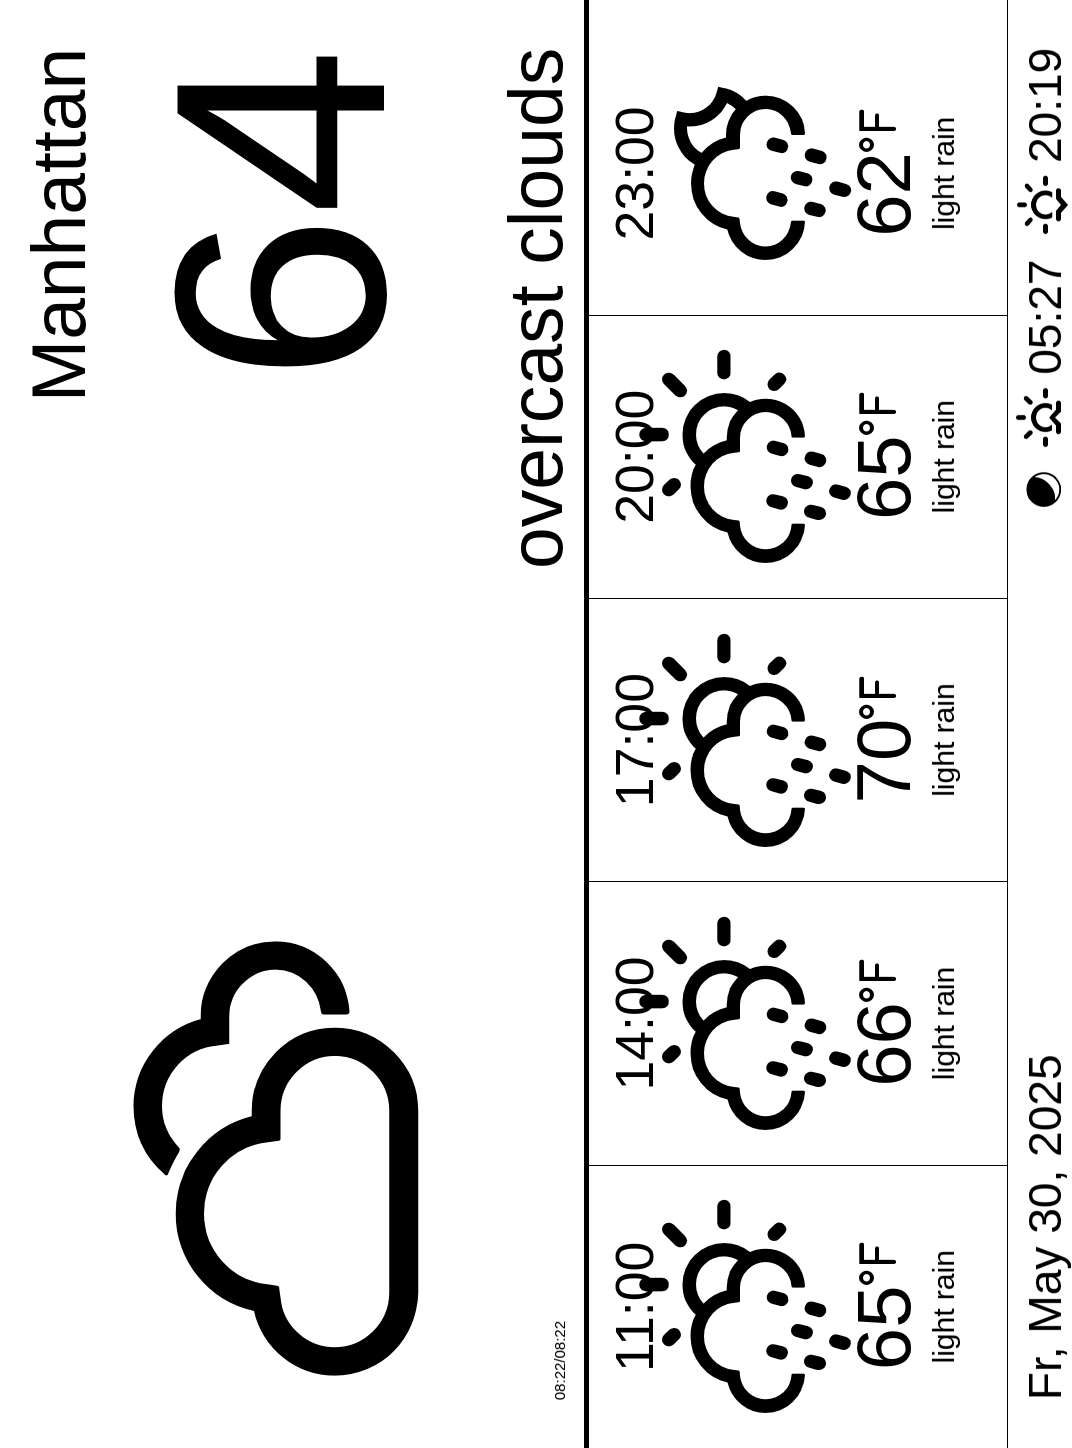 Manhattan
64
overcast clouds
08:22/08:22
11:00 14:00 17:00 20:00 23:00
65°F 66°F 70°F 65°F 62°F
light rain light rain light rain light rain light rain
Fr, May 30, 2025 05:27 20:19